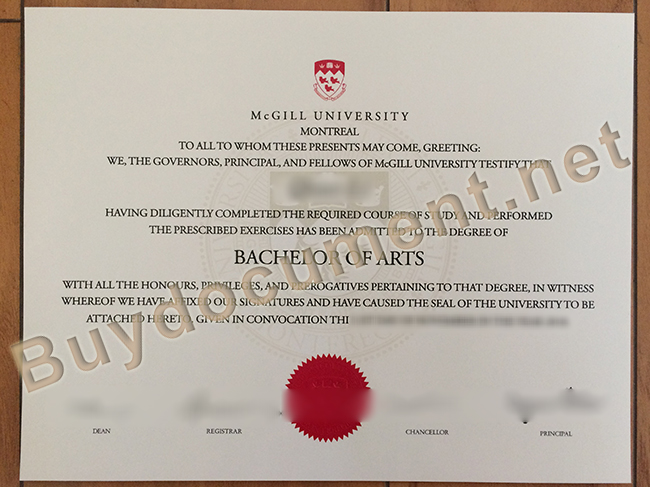 McGILL UNIVERSITY
MONTREAL
TO ALL TO WHOM THESE PRESENTS MAY COME, GREETING:
WE, THE GOVERNORS, PRINCIPAL, AND FELLOWS OF McGILL UNIVERSITY TESTIFY THAT
HAVING DILIGENTLY COMPLETED THE REQUIRED COURSE OF STUDY AND PERFORMED
THE PRESCRIBED EXERCISES HAS BEEN ADMITTED TO THE DEGREE OF
BACHELOR OF ARTS
WITH ALL THE HONOURS, PRIVILEGES, AND PREROGATIVES PERTAINING TO THAT DEGREE, IN WITNESS
WHEREOF WE HAVE AFFIXED OUR SIGNATURES AND HAVE CAUSED THE SEAL OF THE UNIVERSITY TO BE
ATTACHED HERETO. GIVEN IN CONVOCATION
Buydocument.net
DEAN REGISTRAR CHANCELLOR PRINCIPAL